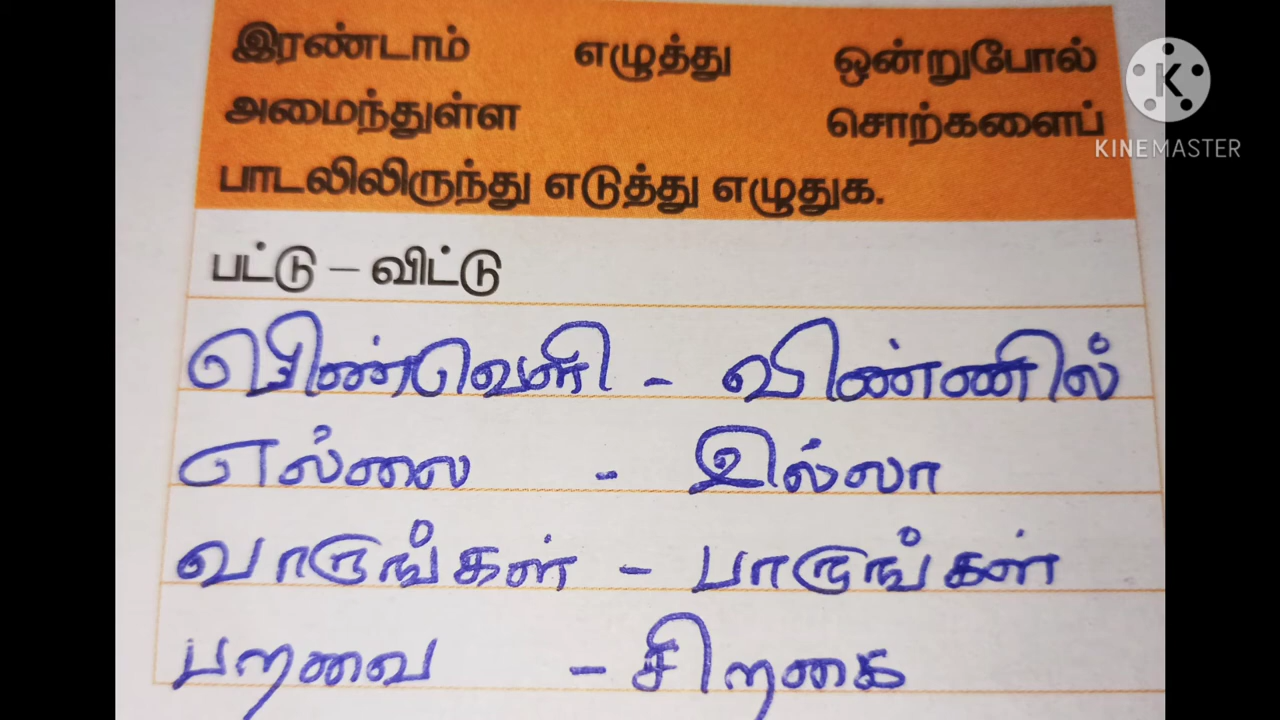 இரண்டாம் எழுத்து ஒன்றுபோல்
அமைந்துள்ள சொற்களைப்
பாடலிலிருந்து எடுத்து எழுதுக.
K
KINEMASTER
பட்டு – விட்டு
விண்வெளி - விண்ணில்
எல்லை - இல்லா
வாருங்கள் - பாருங்கள்
பறவை - சிறகை